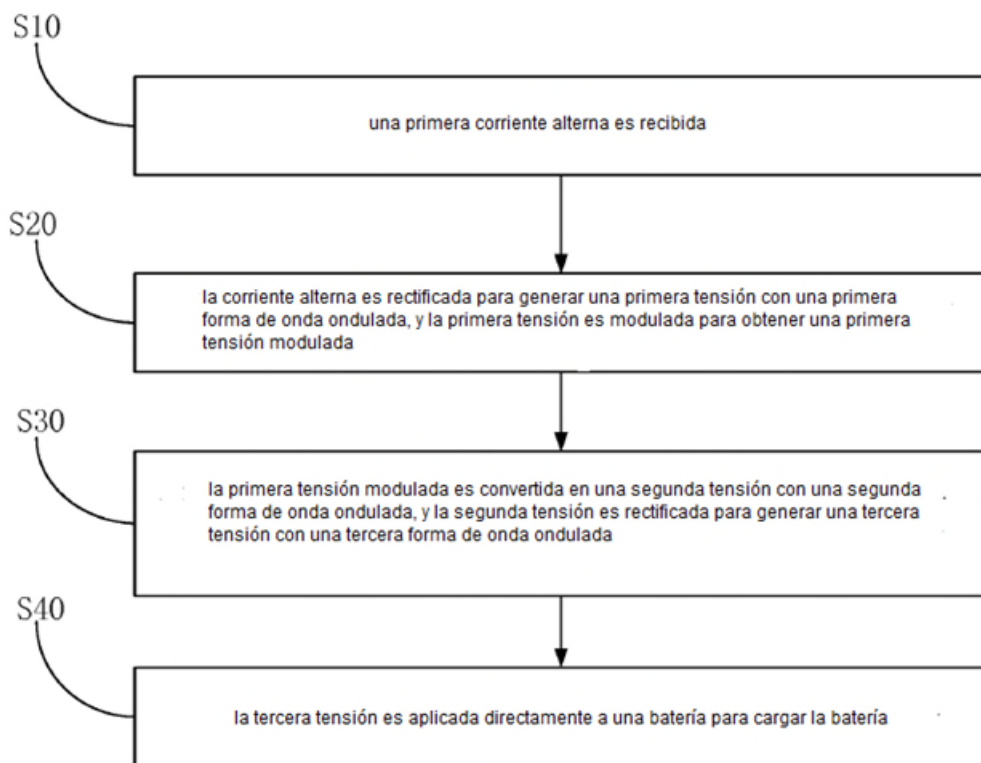 S10
una primera corriente alterna es recibida
S20
la corriente alterna es rectificada para generar una primera tensión con una primera
forma de onda ondulada, y la primera tensión es modulada para obtener una primera
tensión modulada
S30
la primera tensión modulada es convertida en una segunda tensión con una segunda
forma de onda ondulada, y la segunda tensión es rectificada para generar una tercera
tensión con una tercera forma de onda ondulada
S40
la tercera tensión es aplicada directamente a una batería para cargar la batería